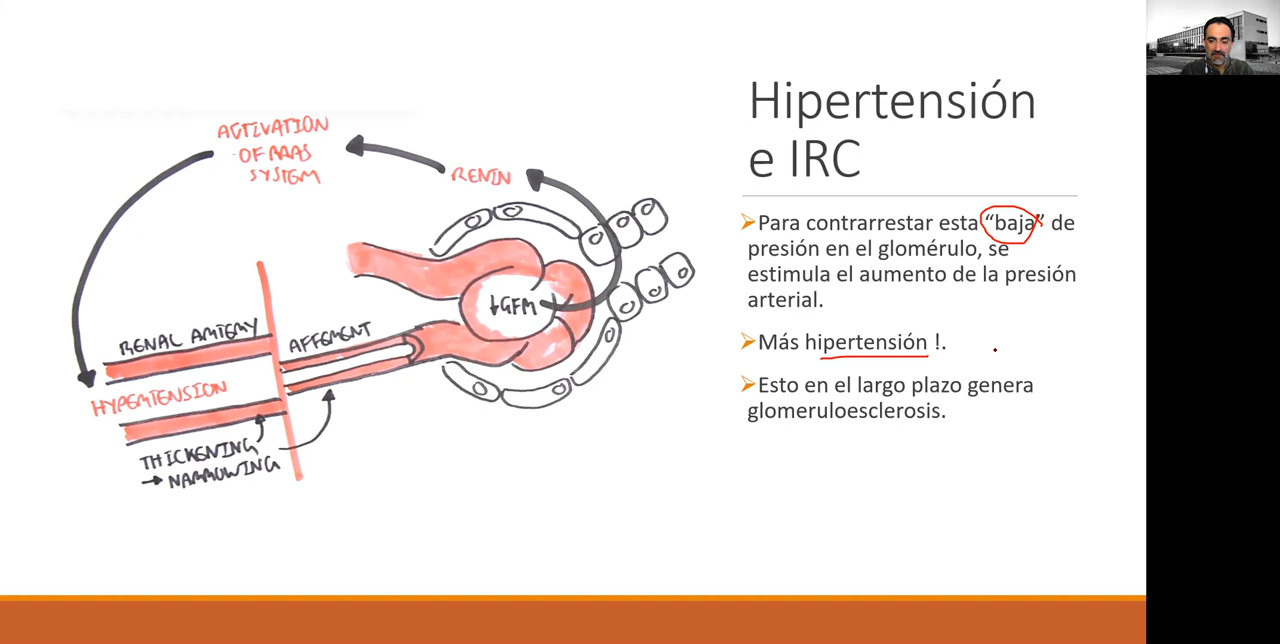 Hipertensión
e IRC
Para contrarrestar esta “baja” de
presión en el glomérulo, se
estimula el aumento de la presión
arterial.
Más hipertensión !.
Esto en el largo plazo genera
glomeruloesclerosis.
ACTIVATION
OF RAAS
SYSTEM
RENIN
↓GFR
RENAL ARTERY
AFFERENT
HYPERTENSION
THICKENING
→ NARROWING